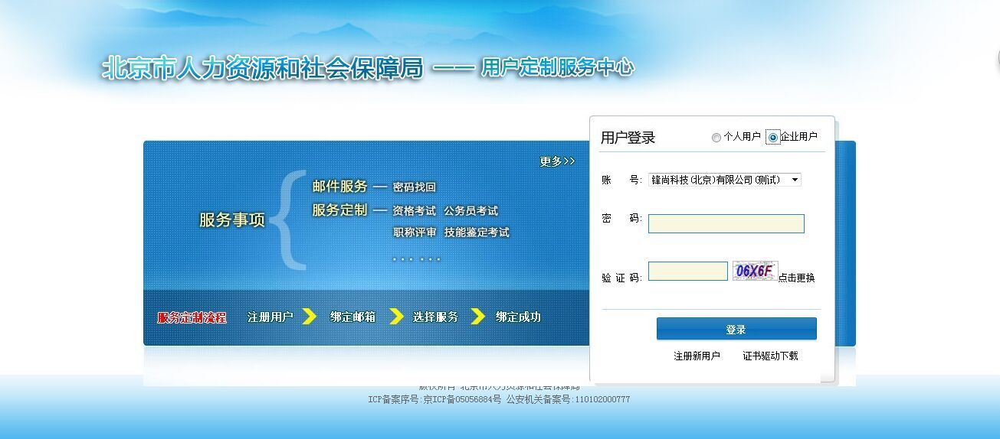 北京市人力资源和社会保障局 —— 用户定制服务中心
用户登录 个人用户 企业用户
更多>>
账 号: 锋尚科技(北京)有限公司(测试)
邮件服务 — 密码找回
服务定制 — 资格考试 公务员考试
服务事项
职称评审 技能鉴定考试
......
密 码:
验 证 码: 06X6F 点击更换
服务定制流程 注册用户 绑定邮箱 选择服务 绑定成功
登录
注册新用户 证书驱动下载
版权所有 北京市人力资源和社会保障局
ICP备案序号:京ICP备05056884号 公安机关备案号:110102000777